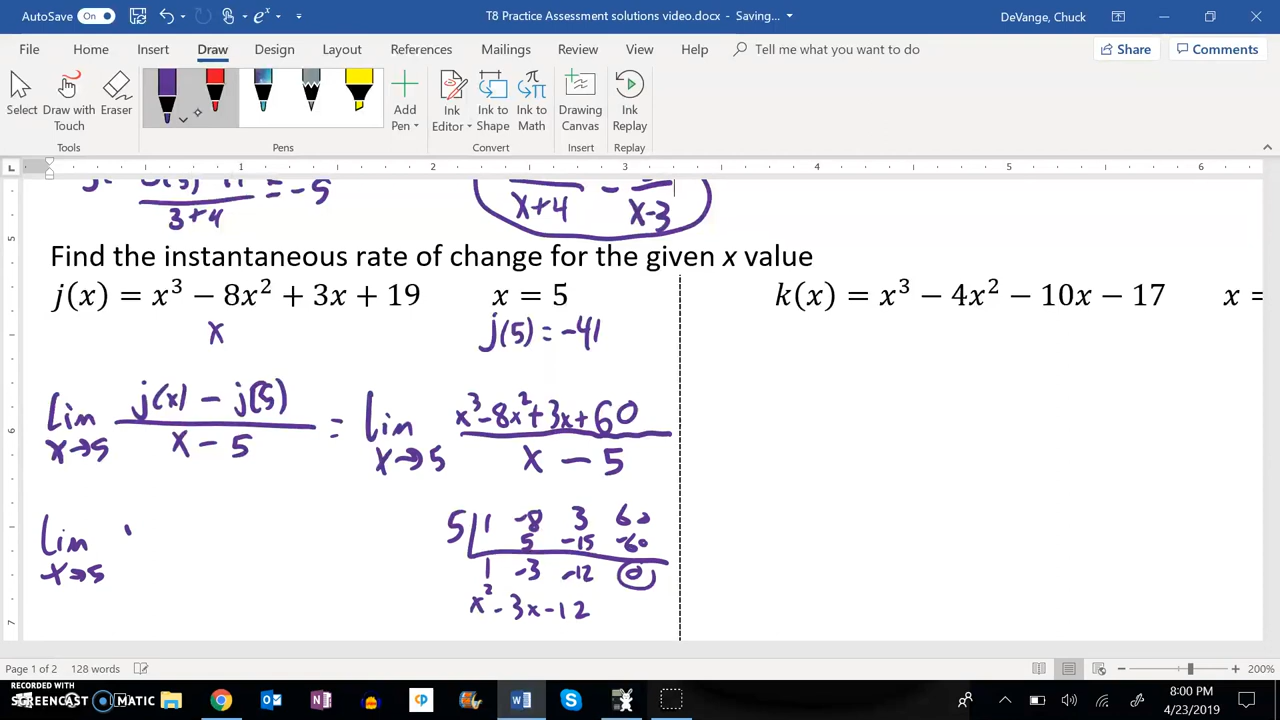 AutoSave On T8 Practice Assessment solutions video.docx - Saving... DeVange, Chuck
File Home Insert Draw Design Layout References Mailings Review View Help Tell me what you want to do Share Comments
Select Draw with Touch Eraser Add Pen Ink Editor Ink to Shape Ink to Math Drawing Canvas Ink Replay
Tools Pens Convert Insert Replay
1 2 3 4 5 6
3+4 = -5
x+4 - x-3
Find the instantaneous rate of change for the given x value
j(x) = x³ − 8x² + 3x + 19 x = 5 k(x) = x³ − 4x² − 10x − 17 x =
x j(5) = -41
lim x→5 j(x) - j(5) / x - 5 = lim x→5 x³-8x²+3x+60 / x - 5
lim x→5
5 1 -8 3 60
5 -15 -60
1 -3 -12 0
x²-3x-12
Page 1 of 2 128 words 200%
RECORDED WITH
SCREENCAST MATIC
8:00 PM
4/23/2019